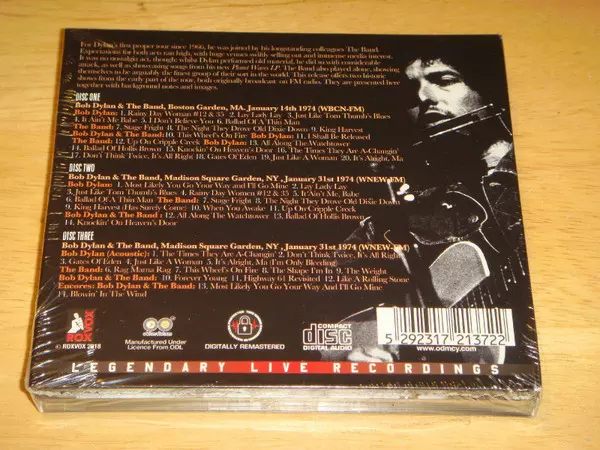 For Dylan's first proper tour since 1966, he was joined by his longstanding colleagues The Band.
Expectations for both acts ran high, with huge venues swiftly selling out and immense media interest.
It was no nostalgia act, though: whilst Dylan performed old material, he did so with considerable
attack, as well as showcasing songs from his new Planet Waves LP. The Band also played alone, showing
themselves to be arguably the finest group of their sort in the world. This release offers two historic
shows from the early part of the tour, both originally broadcast on FM radio. They are presented here
together with background notes and images.
DISC ONE
Bob Dylan & The Band, Boston Garden, MA. January 14th 1974 (WBCN-FM)
Bob Dylan: 1. Rainy Day Woman #12 & 35 2. Lay Lady Lay 3. Just Like Tom Thumb's Blues
4. It Ain't Me Babe 5. I Don't Believe You 6. Ballad Of A Thin Man
The Band: 7. Stage Fright 8. The Night They Drove Old Dixie Down 9. King Harvest
Bob Dylan & The Band: 10. This Wheel's On Fire Bob Dylan: 11. I Shall Be Released
The Band: 12. Up On Cripple Creek Bob Dylan: 13. All Along The Watchtower
14. Ballad Of Hollis Brown 15. Knockin' On Heaven's Door 16. The Times They Are A-Changin'
17. Don't Think Twice, It's All Right 18. Gates Of Eden 19. Just Like A Woman 20. It's Alright, Ma
DISC TWO
Bob Dylan & The Band, Madison Square Garden, NY , January 31st 1974 (WNEW-FM)
Bob Dylan: 1. Most Likely You Go Your Way and I'll Go Mine 2. Lay Lady Lay
3. Just Like Tom Thumb's Blues 4. Rainy Day Women #12 & 35 5. It Ain't Me, Babe
6. Ballad Of A Thin Man The Band: 7. Stage Fright 8. The Night They Drove Old Dixie Down
9. King Harvest (Has Surely Come) 10. When You Awake 11. Up On Cripple Creek
Bob Dylan & The Band : 12. All Along The Watchtower 13. Ballad Of Hollis Brown
14. Knockin' On Heaven's Door
DISC THREE
Bob Dylan & The Band, Madison Square Garden, NY , January 31st 1974 (WNEW-FM)
Bob Dylan (Acoustic): 1. The Times They Are A-Changin' 2. Don't Think Twice, It's All Right
3. Gates Of Eden 4. Just Like A Woman 5. It's Alright, Ma (I'm Only Bleeding)
The Band: 6. Rag Mama Rag 7. This Wheel's On Fire 8. The Shape I'm In 9. The Weight
Bob Dylan & The Band: 10. Forever Young 11. Highway 61 Revisited 12. Like A Rolling Stone
Encores: Bob Dylan & The Band: 13. Most Likely You Go Your Way And I'll Go Mine
14. Blowin' In The Wind
ROXVOX
© ROXVOX 2018
Manufactured Under
Licence From ODL
DIGITALLY REMASTERED
COMPACT
disc
DIGITAL AUDIO
5 292317 213722
www.odmcy.com
LEGENDARY LIVE RECORDINGS